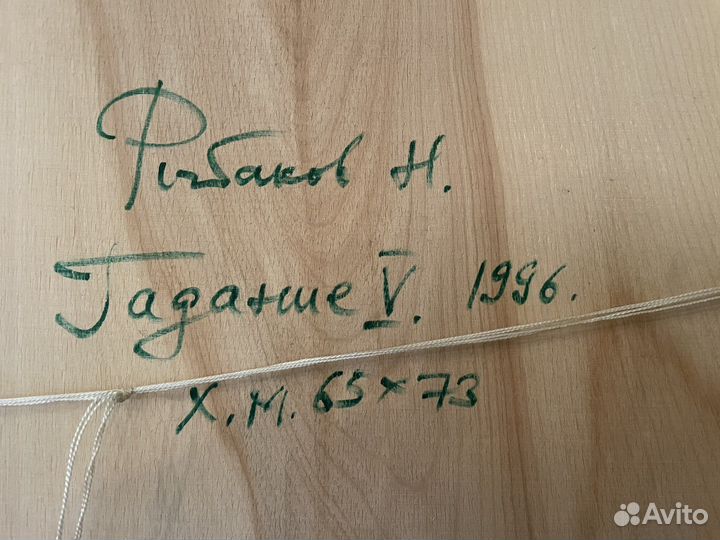 Рыбаков Н.
Гадание V. 1996.
х.м. 65×73
Avito